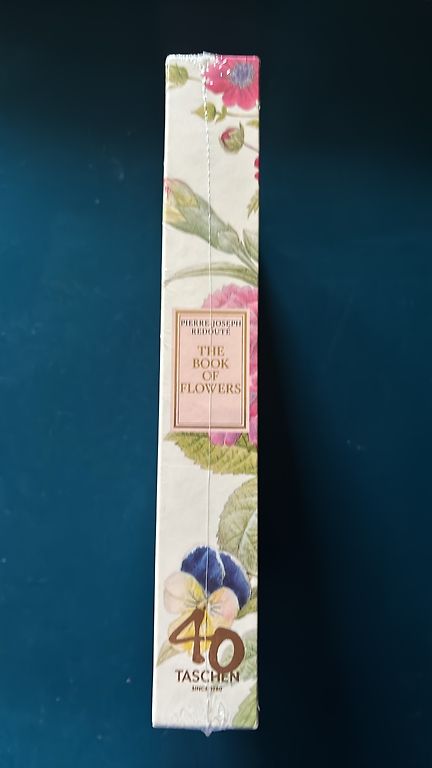 PIERRE-JOSEPH
REDOUTÉ
THE
BOOK
OF
FLOWERS
40
TASCHEN
SINCE 1980